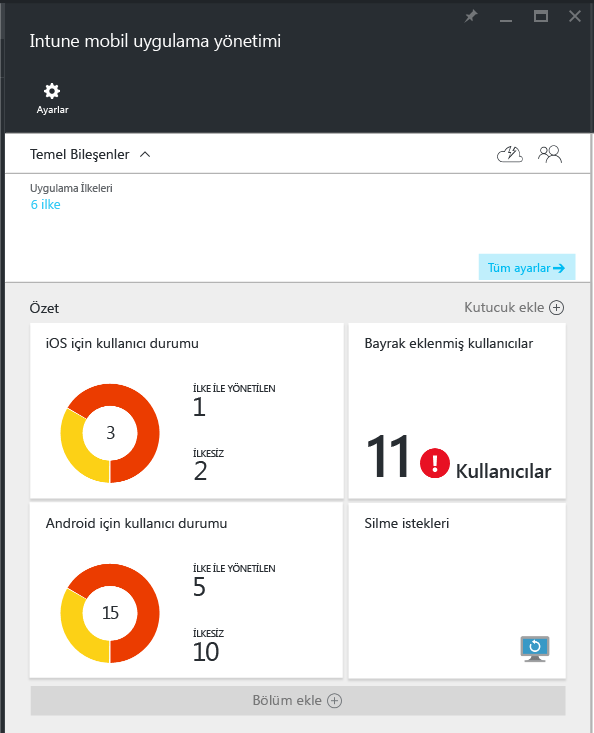 Intune mobil uygulama yönetimi
Ayarlar
Temel Bileşenler
Uygulama İlkeleri
6 ilke
Tüm ayarlar
Özet
Kutucuk ekle
iOS için kullanıcı durumu
3
İLKE İLE YÖNETİLEN
1
İLKESİZ
2
Bayrak eklenmiş kullanıcılar
11 ! Kullanıcılar
Android için kullanıcı durumu
15
İLKE İLE YÖNETİLEN
5
İLKESİZ
10
Silme istekleri
Bölüm ekle